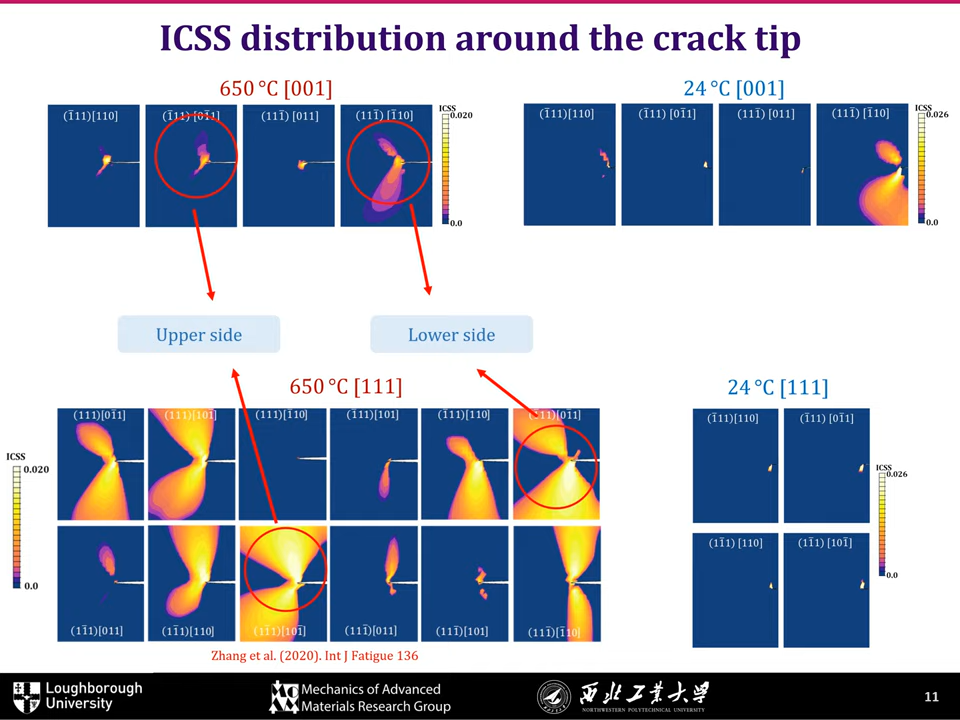 ICSS distribution around the crack tip
650 °C [001]
24 °C [001]
(1̅11)[110]
(1̅11) [01̅1]
(111̅) [011]
(111̅) [1̅10]
ICSS
0.020
0.0
(1̅11)[110]
(1̅11) [01̅1]
(111̅) [011]
(111̅) [1̅10]
ICSS
0.026
0.0
Upper side
Lower side
650 °C [111]
24 °C [111]
ICSS
0.020
0.0
(111)[01̅1]
(111)[101̅]
(111)[1̅10]
(1̅11)[101]
(1̅11)[110]
(1̅11)[01̅1]
(11̅1)[011]
(11̅1)[110]
(11̅1)[101̅]
(111̅)[011]
(111̅)[101]
(111̅)[1̅10]
(1̅11)[110]
(1̅11) [01̅1]
(11̅1) [110]
(11̅1) [101̅]
ICSS
0.026
0.0
Zhang et al. (2020). Int J Fatigue 136
Loughborough
University
Mechanics of Advanced
Materials Research Group
西北工业大学
NORTHWESTERN POLYTECHNICAL UNIVERSITY
11